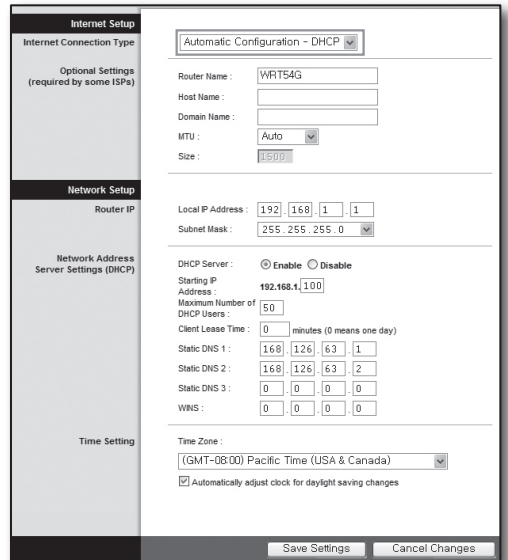 Internet Setup
Internet Connection Type
Automatic Configuration - DHCP
Optional Settings
(required by some ISPs)
Router Name :
WRT54G
Host Name :
Domain Name :
MTU :
Auto
Size :
1500
Network Setup
Router IP
Local IP Address :
192 . 168 . 1 . 1
Subnet Mask :
255.255.255.0
Network Address
Server Settings (DHCP)
DHCP Server :
Enable
Disable
Starting IP
Address :
192.168.1. 100
Maximum Number of
DHCP Users :
50
Client Lease Time :
0 minutes (0 means one day)
Static DNS 1 :
168 . 126 . 63 . 1
Static DNS 2 :
168 . 126 . 63 . 2
Static DNS 3 :
0 . 0 . 0 . 0
WINS :
0 . 0 . 0 . 0
Time Setting
Time Zone :
(GMT-08:00) Pacific Time (USA & Canada)
Automatically adjust clock for daylight saving changes
Save Settings
Cancel Changes